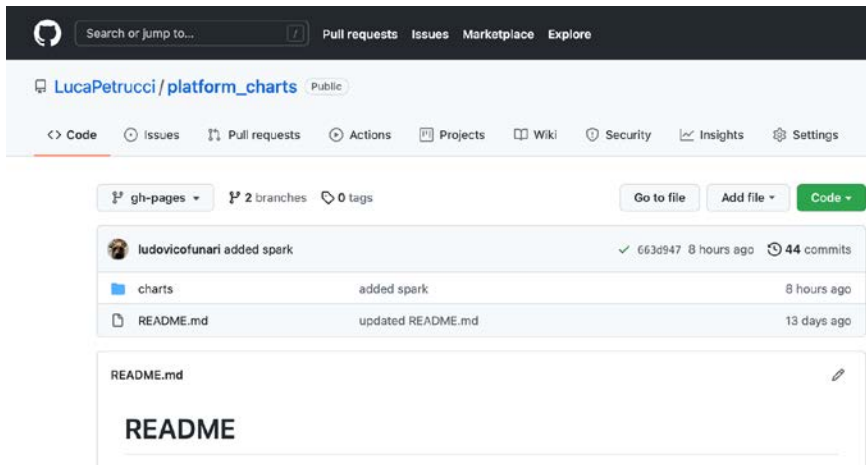 Search or jump to... / Pull requests Issues Marketplace Explore
LucaPetrucci / platform_charts Public
<> Code Issues Pull requests Actions Projects Wiki Security Insights Settings
gh-pages 2 branches 0 tags Go to file Add file Code
ludovicofunari added spark 663d947 8 hours ago 44 commits
charts added spark 8 hours ago
README.md updated README.md 13 days ago
README.md
README